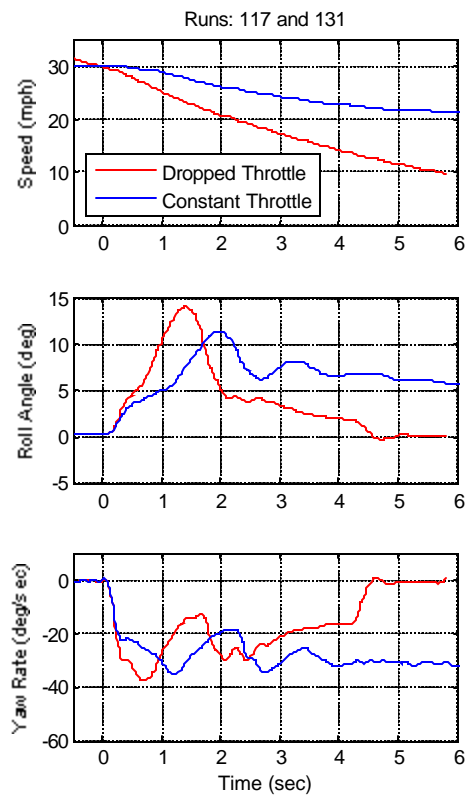 Runs: 117 and 131
Speed (mph)
30
20
10
0
Dropped Throttle
Constant Throttle
0 1 2 3 4 5 6
Roll Angle (deg)
15
10
5
0
-5
0 1 2 3 4 5 6
Yaw Rate (deg/s ec)
0
-20
-40
-60
0 1 2 3 4 5 6
Time (sec)